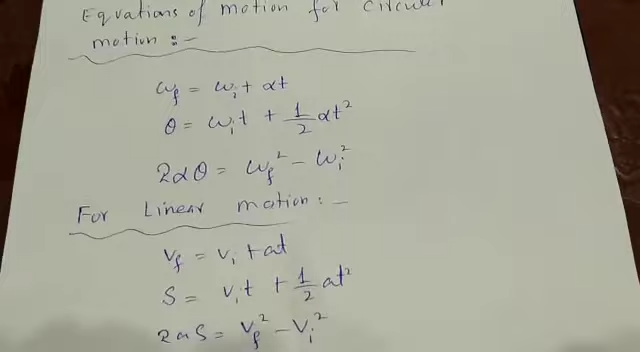 Equations of motion for circular
motion :-
ωf = ωi + αt
θ = ωit + 1/2 αt²
2αθ = ωf² - ωi²
For Linear motion :-
Vf = Vi + at
S = Vit + 1/2 at²
2aS = Vf² - Vi²